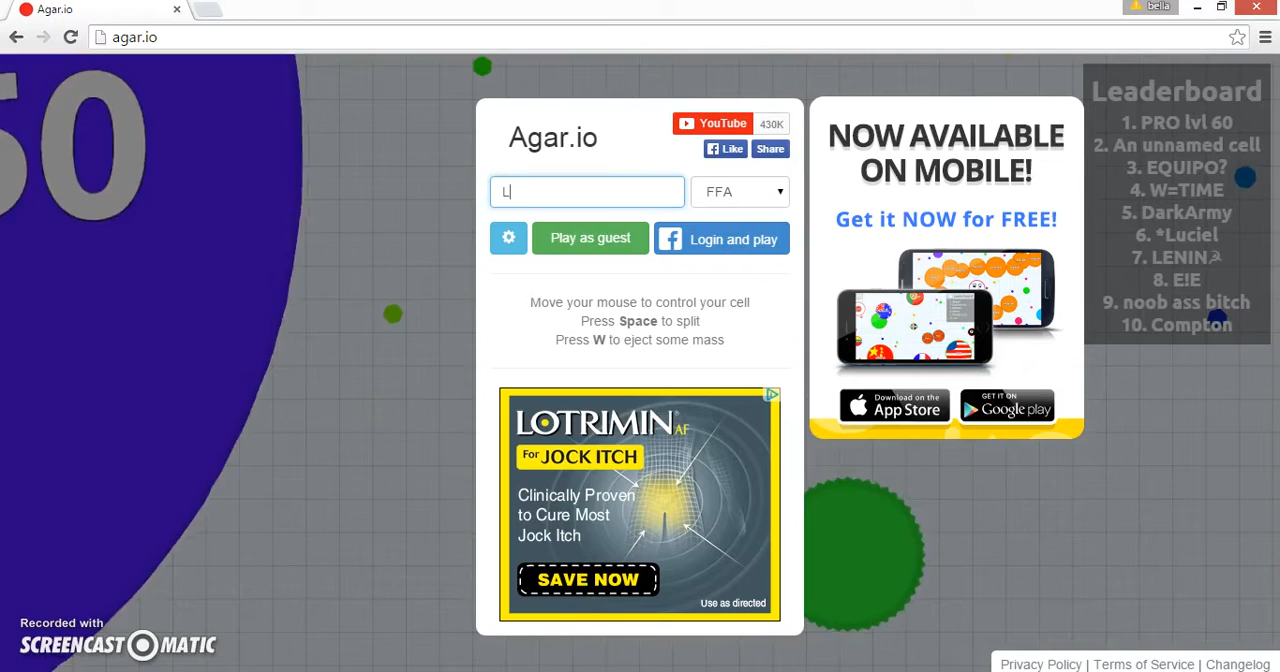 Agar.io
bella
agar.io
60
Agar.io
YouTube 430K
Like Share
L
FFA
Play as guest
Login and play
Move your mouse to control your cell
Press Space to split
Press W to eject some mass
LOTRIMIN® AF
For JOCK ITCH
Clinically Proven
to Cure Most
Jock Itch
SAVE NOW
Use as directed
NOW AVAILABLE
ON MOBILE!
Get it NOW for FREE!
Download on the
App Store
GET IT ON
Google play
Leaderboard
1. PRO lvl 60
2. An unnamed cell
3. EQUIPO?
4. W=TIME
5. DarkArmy
6. *Luciel
7. LENIN☭
8. E!E
9. noob ass bitch
10. Compton
Recorded with
SCREENCAST MATIC
Privacy Policy | Terms of Service | Changelog